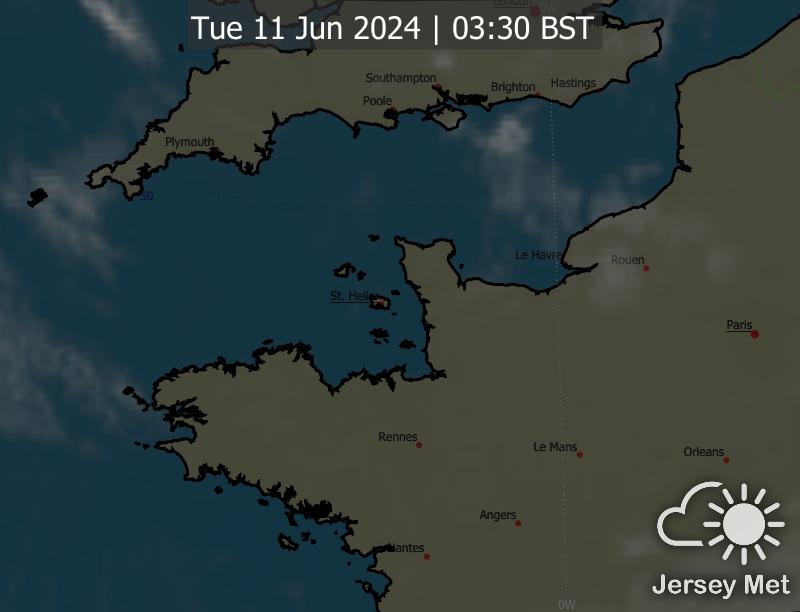 London
0W
Tue 11 Jun 2024 | 03:30 BST
Southampton
Brighton
Hastings
Poole
Plymouth
50
Le Havre
Rouen
St. Helier
Paris
Rennes
Le Mans
Orleans
Angers
Nantes
Jersey Met
0W